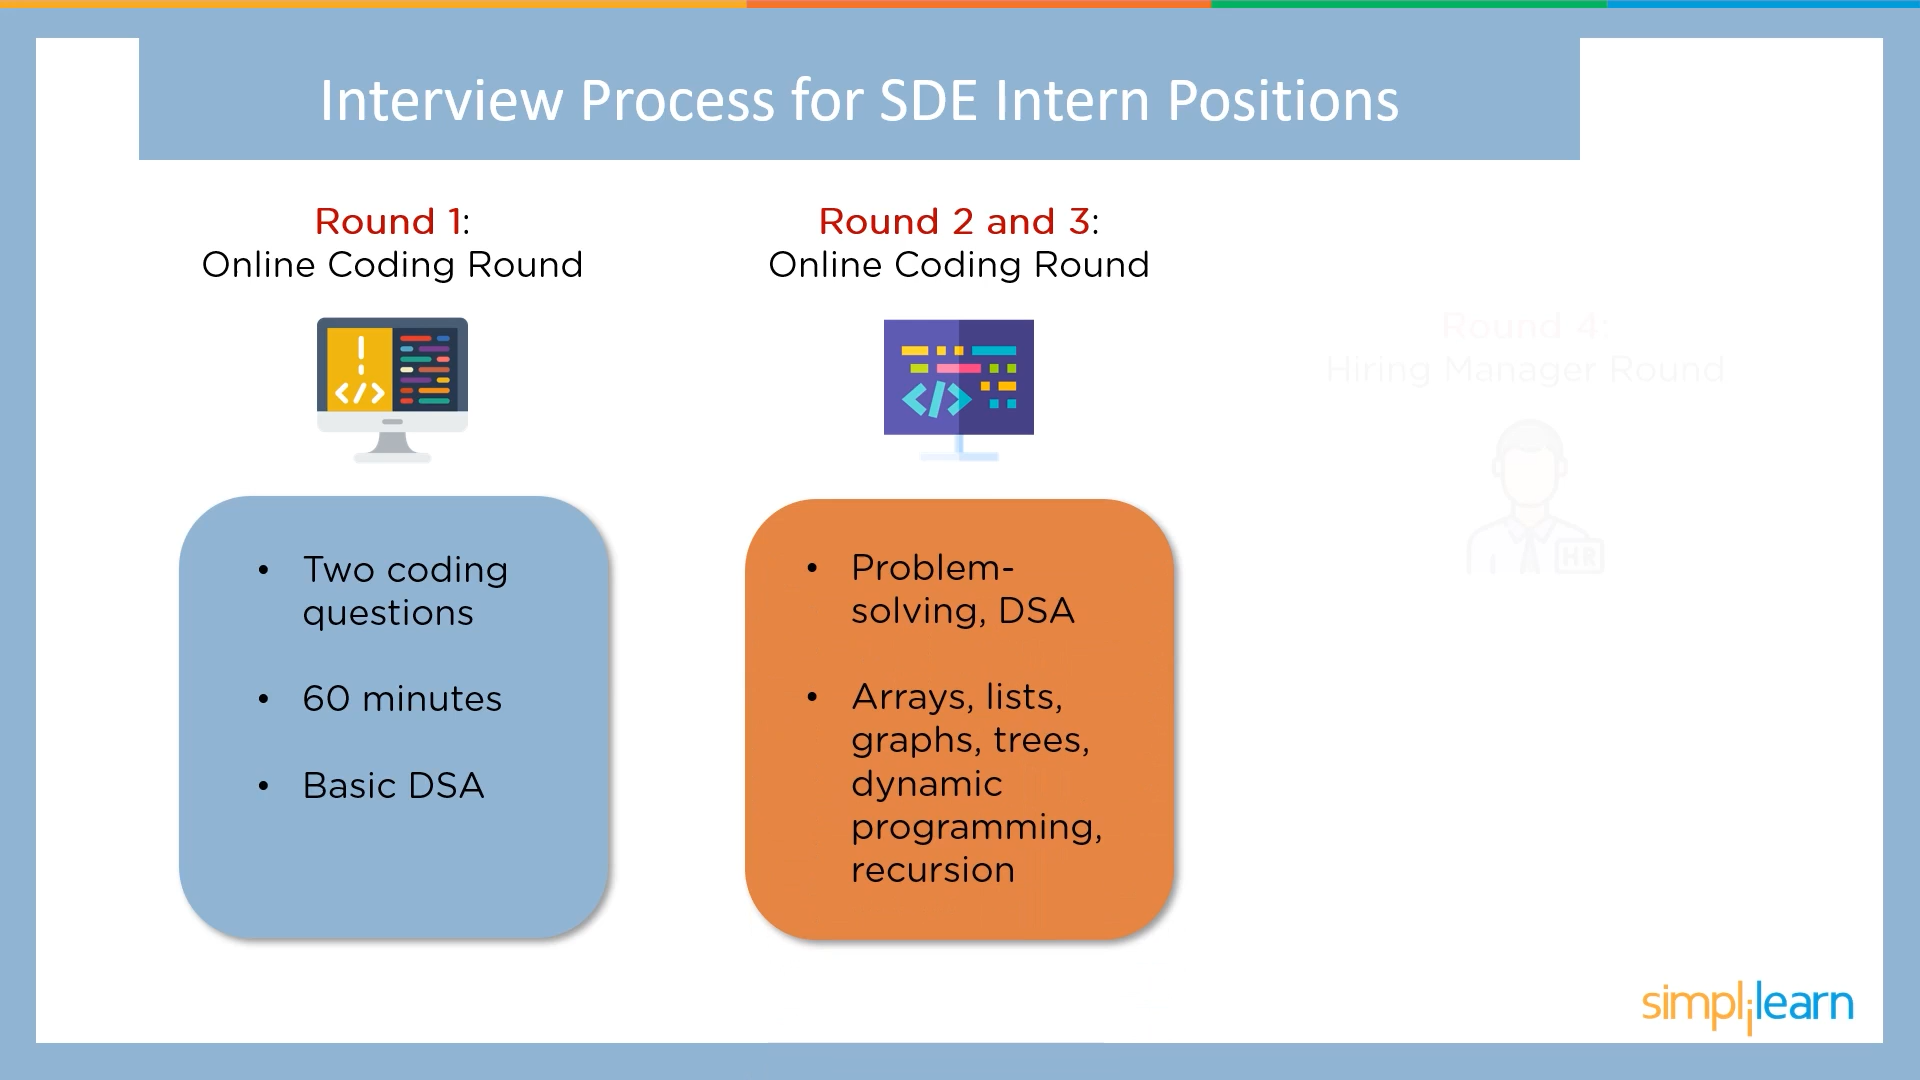 Interview Process for SDE Intern Positions
Round 1:
Online Coding Round
• Two coding
questions
• 60 minutes
• Basic DSA
Round 2 and 3:
Online Coding Round
• Problem-
solving, DSA
• Arrays, lists,
graphs, trees,
dynamic
programming,
recursion
Round 4:
Hiring Manager Round
HR
simplilearn